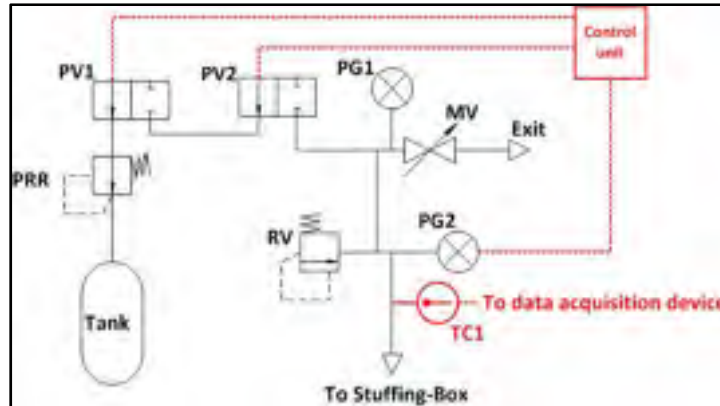 Control
unit
PV1
PV2
PG1
MV
Exit
PRR
RV
PG2
Tank
To data acquisition device
TC1
To Stuffing-Box